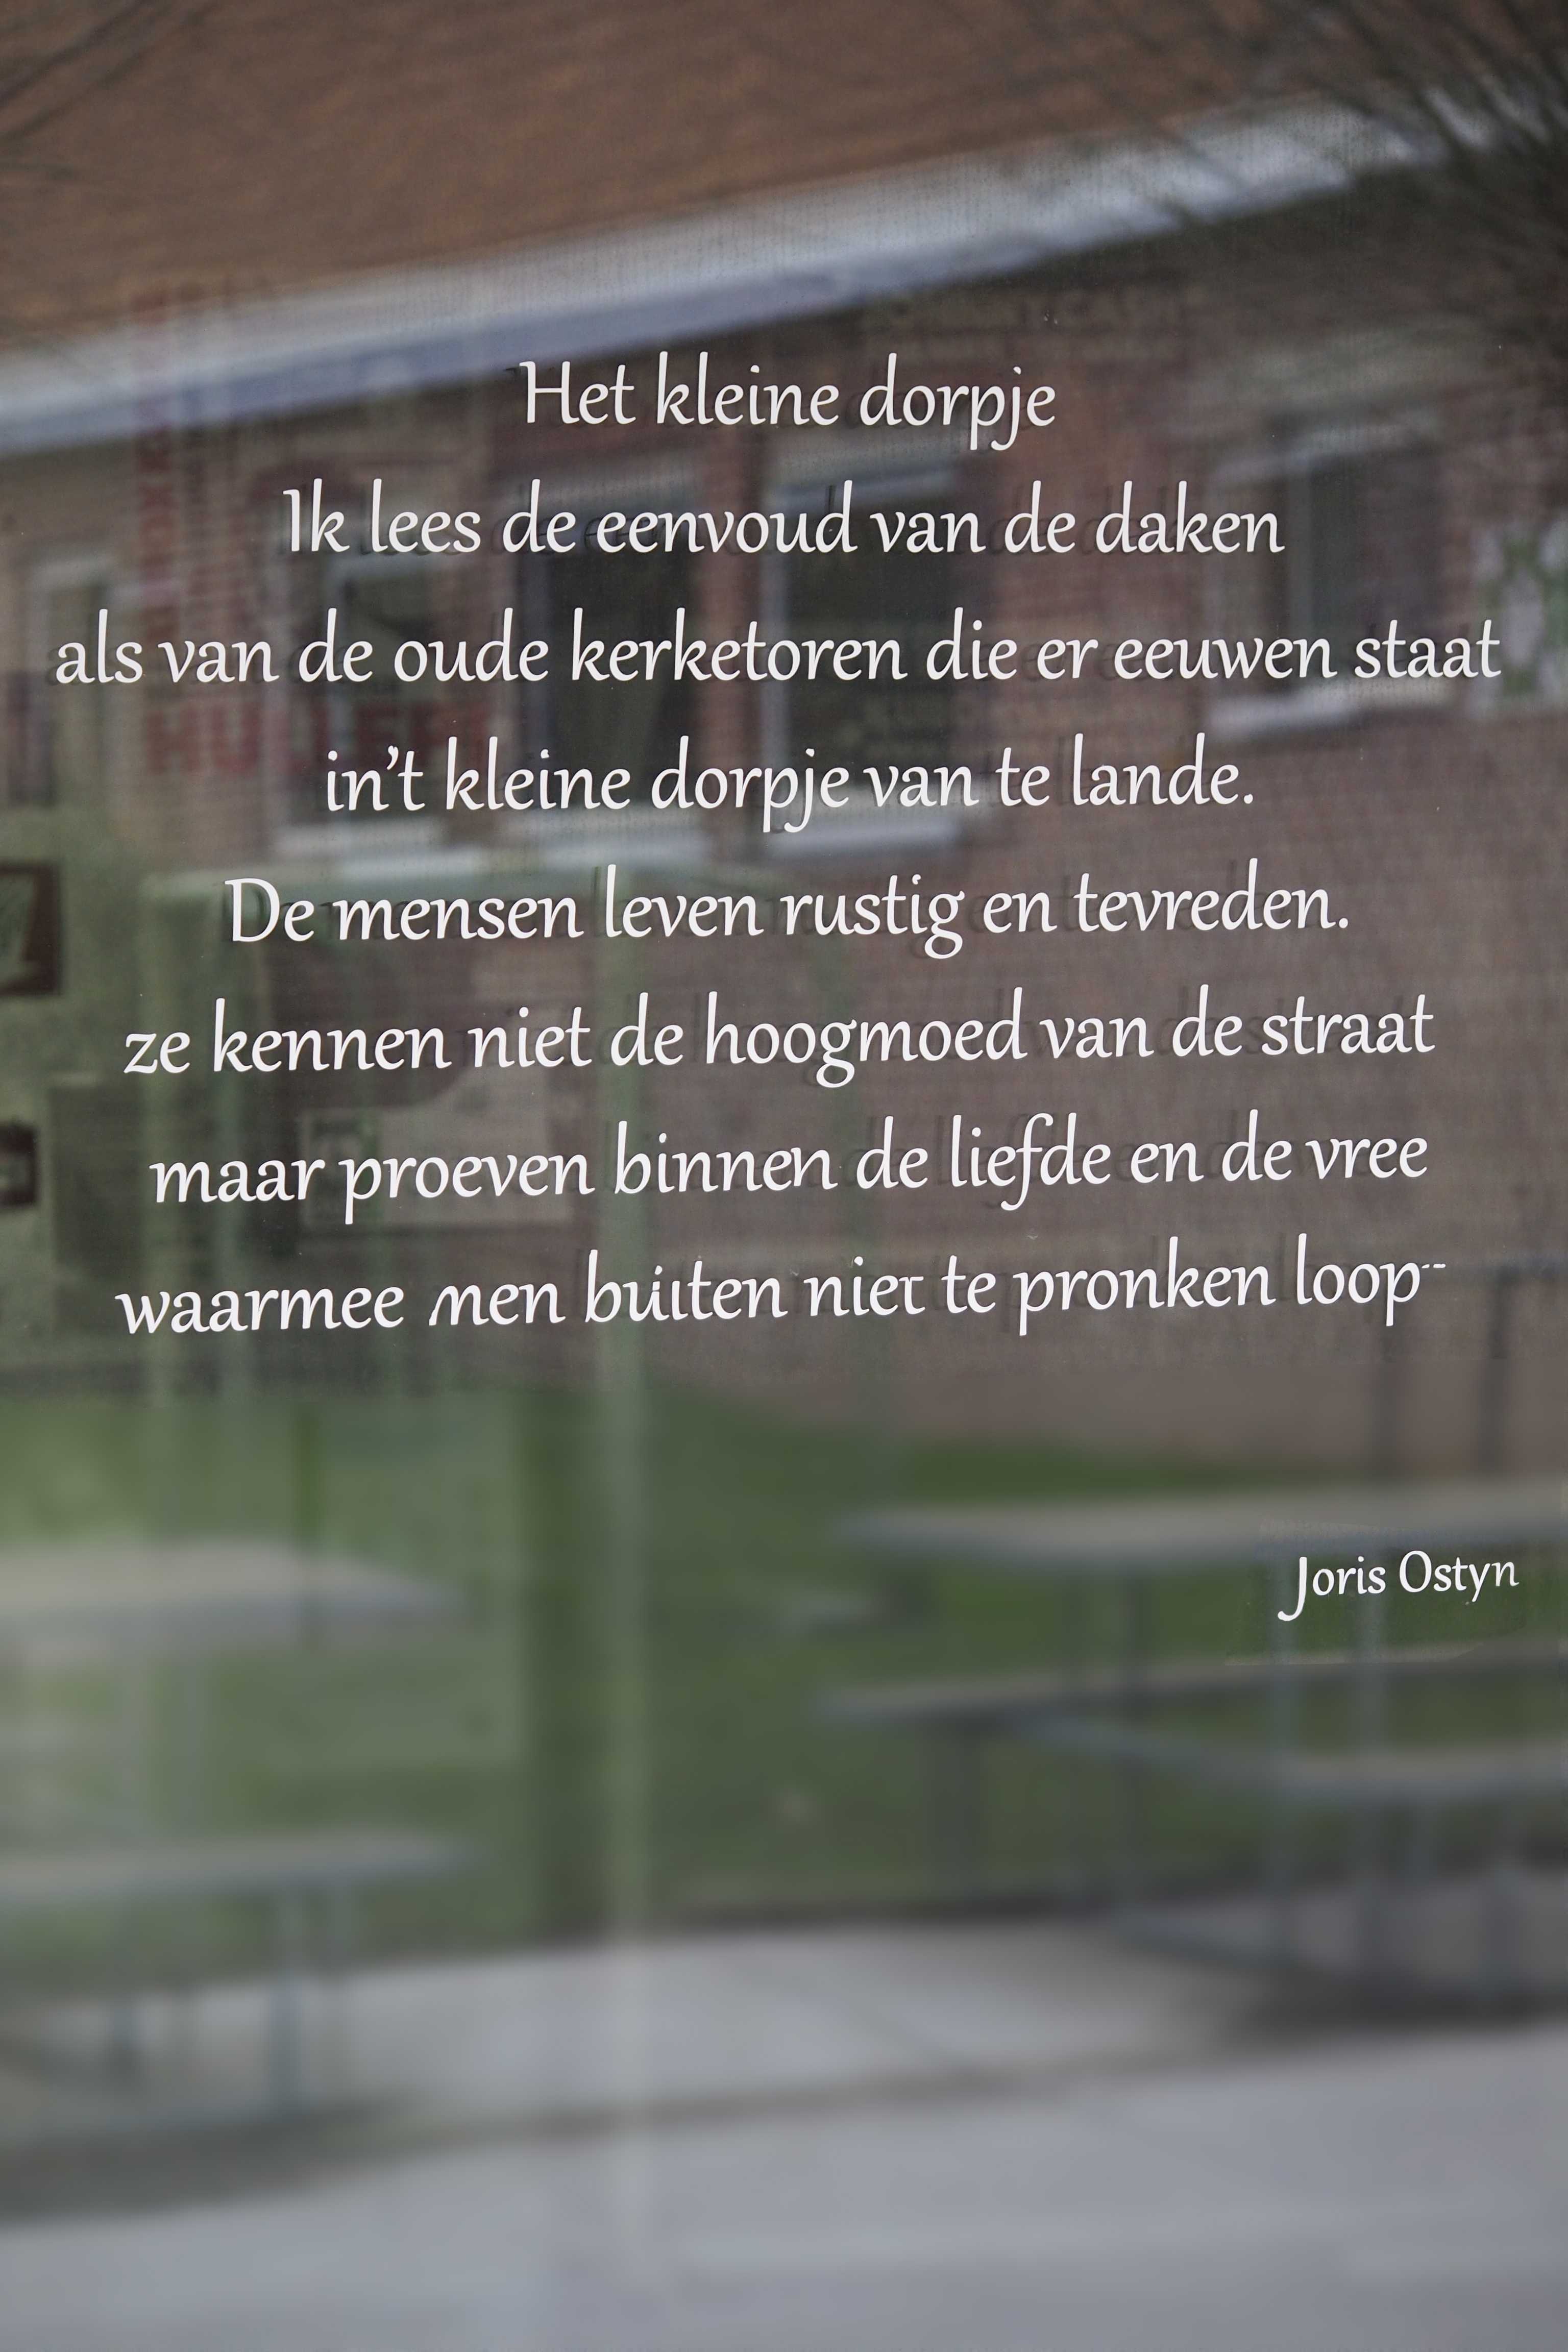 Het kleine dorpje
Ik lees de eenvoud van de daken
als van de oude kerketoren die er eeuwen staat
in't kleine dorpje van te lande.
De mensen leven rustig en tevreden.
ze kennen niet de hoogmoed van de straat
maar proeven binnen de liefde en de vree
waarmee men buiten niet te pronken loop
Joris Ostyn